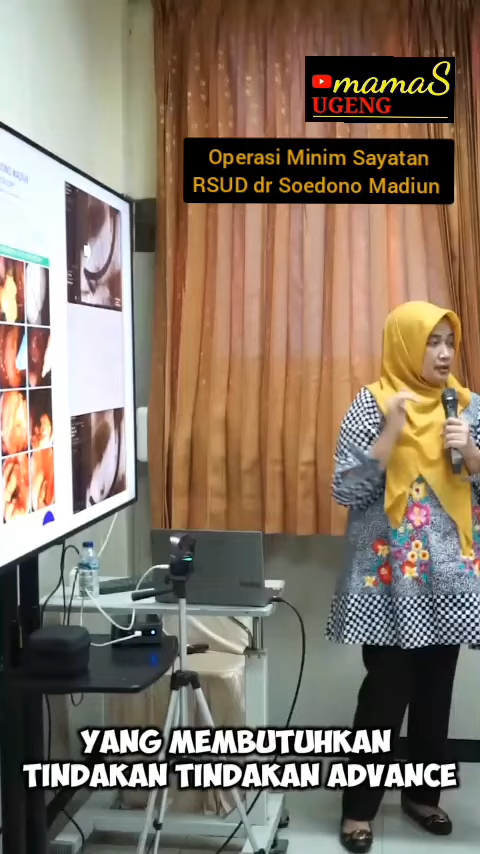 mamaS
UGENG
Operasi Minim Sayatan
RSUD dr Soedono Madiun
YANG MEMBUTUHKAN
TINDAKAN TINDAKAN ADVANCE